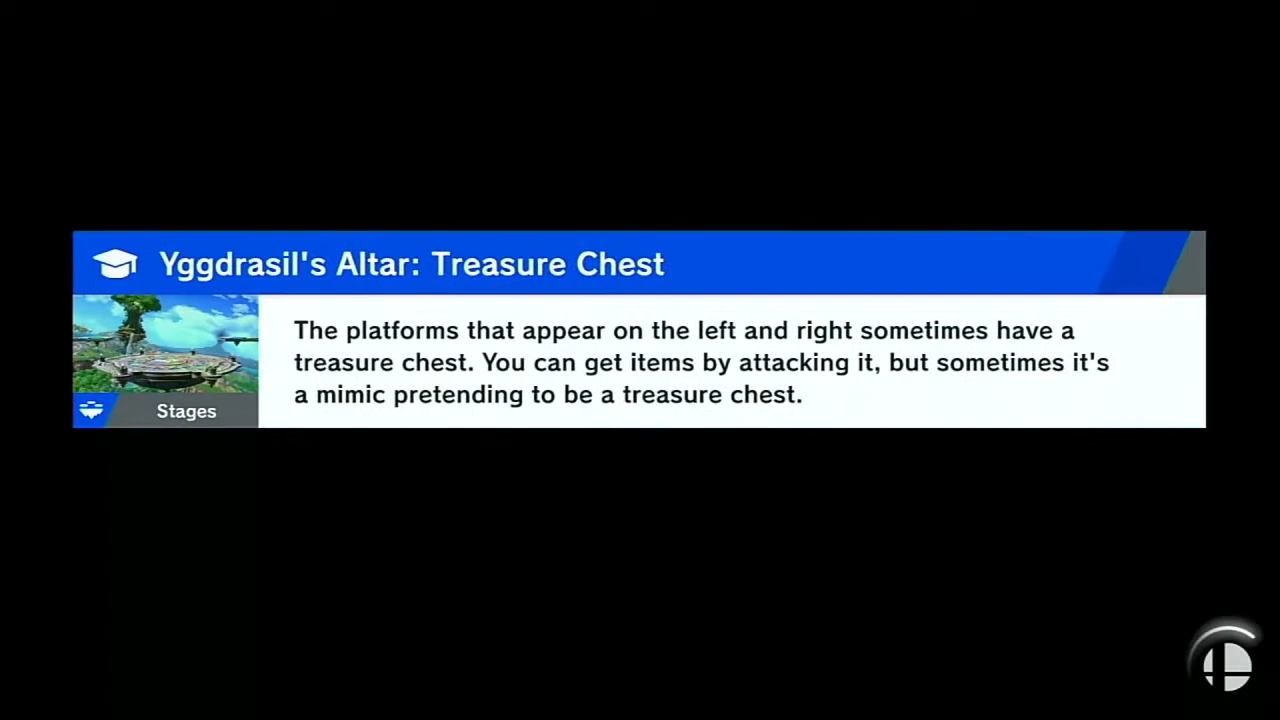 Yggdrasil's Altar: Treasure Chest
The platforms that appear on the left and right sometimes have a
treasure chest. You can get items by attacking it, but sometimes it's
a mimic pretending to be a treasure chest.
Stages